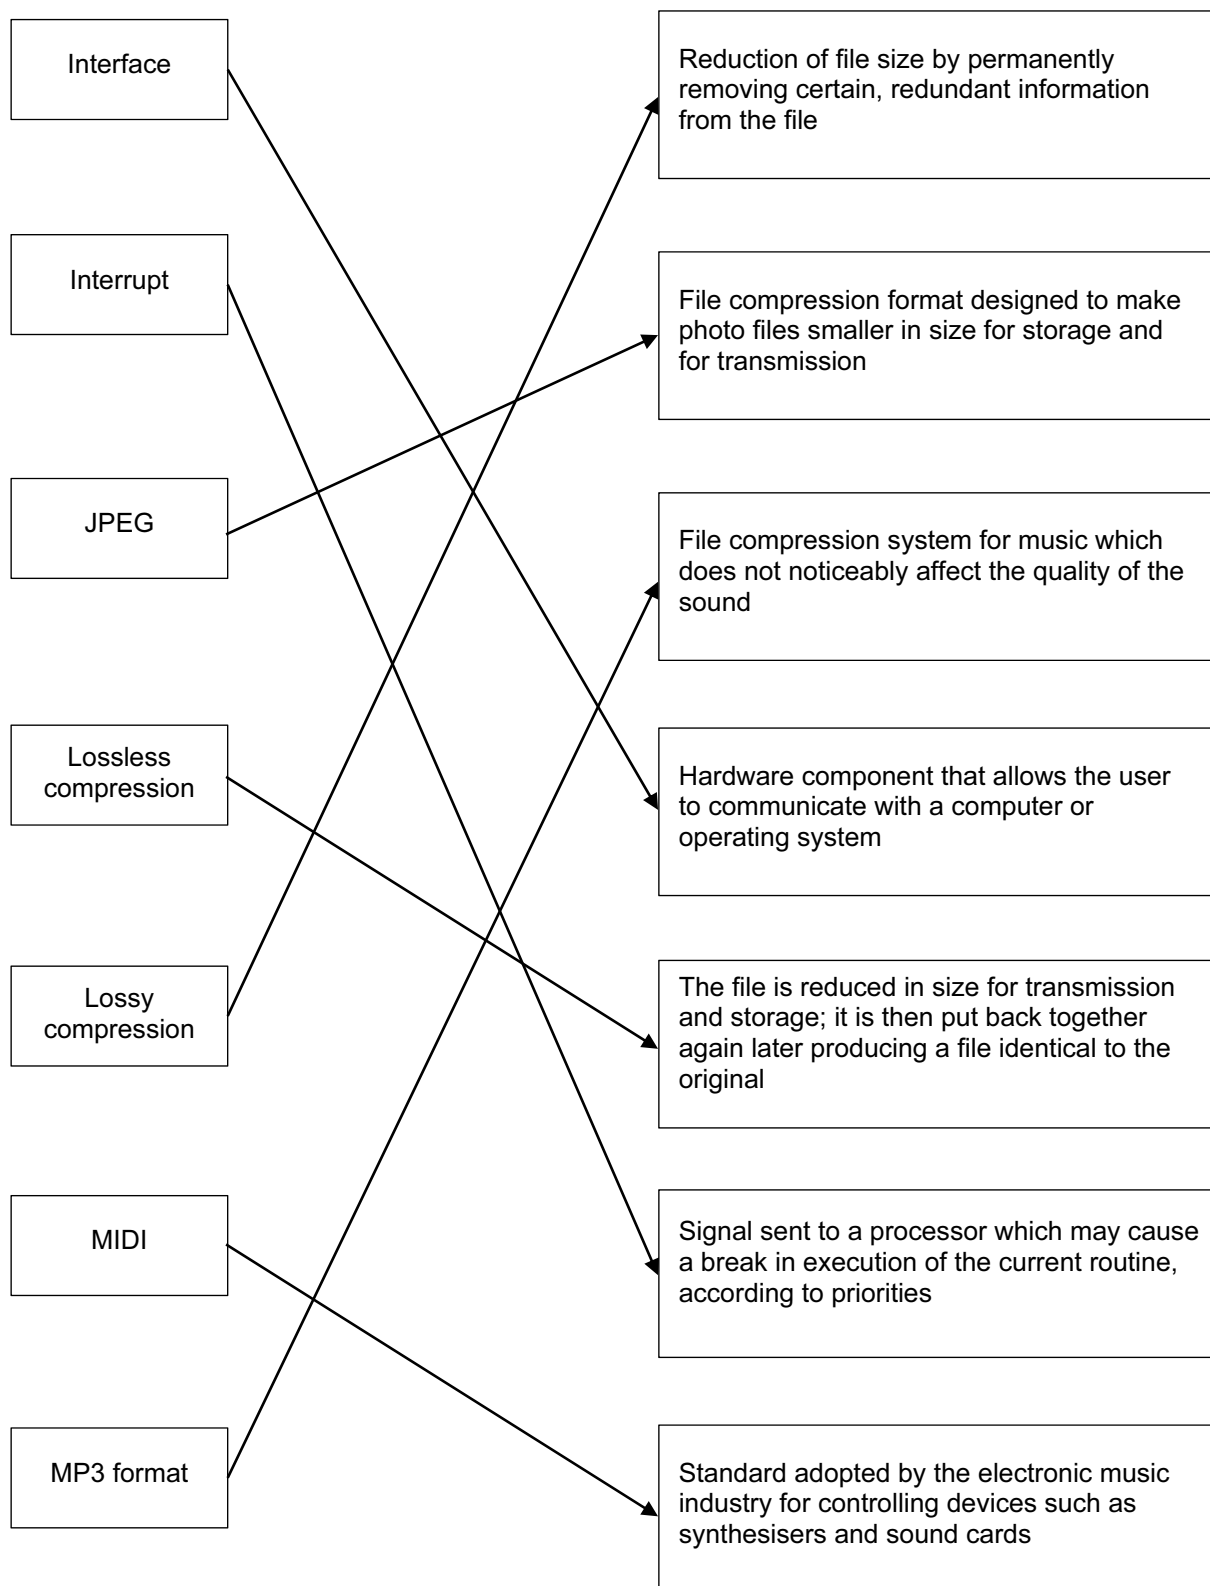 Interface
Reduction of file size by permanently
removing certain, redundant information
from the file
Interrupt
File compression format designed to make
photo files smaller in size for storage and
for transmission
JPEG
File compression system for music which
does not noticeably affect the quality of the
sound
Lossless
compression
Hardware component that allows the user
to communicate with a computer or
operating system
Lossy
compression
The file is reduced in size for transmission
and storage; it is then put back together
again later producing a file identical to the
original
MIDI
Signal sent to a processor which may cause
a break in execution of the current routine,
according to priorities
MP3 format
Standard adopted by the electronic music
industry for controlling devices such as
synthesisers and sound cards